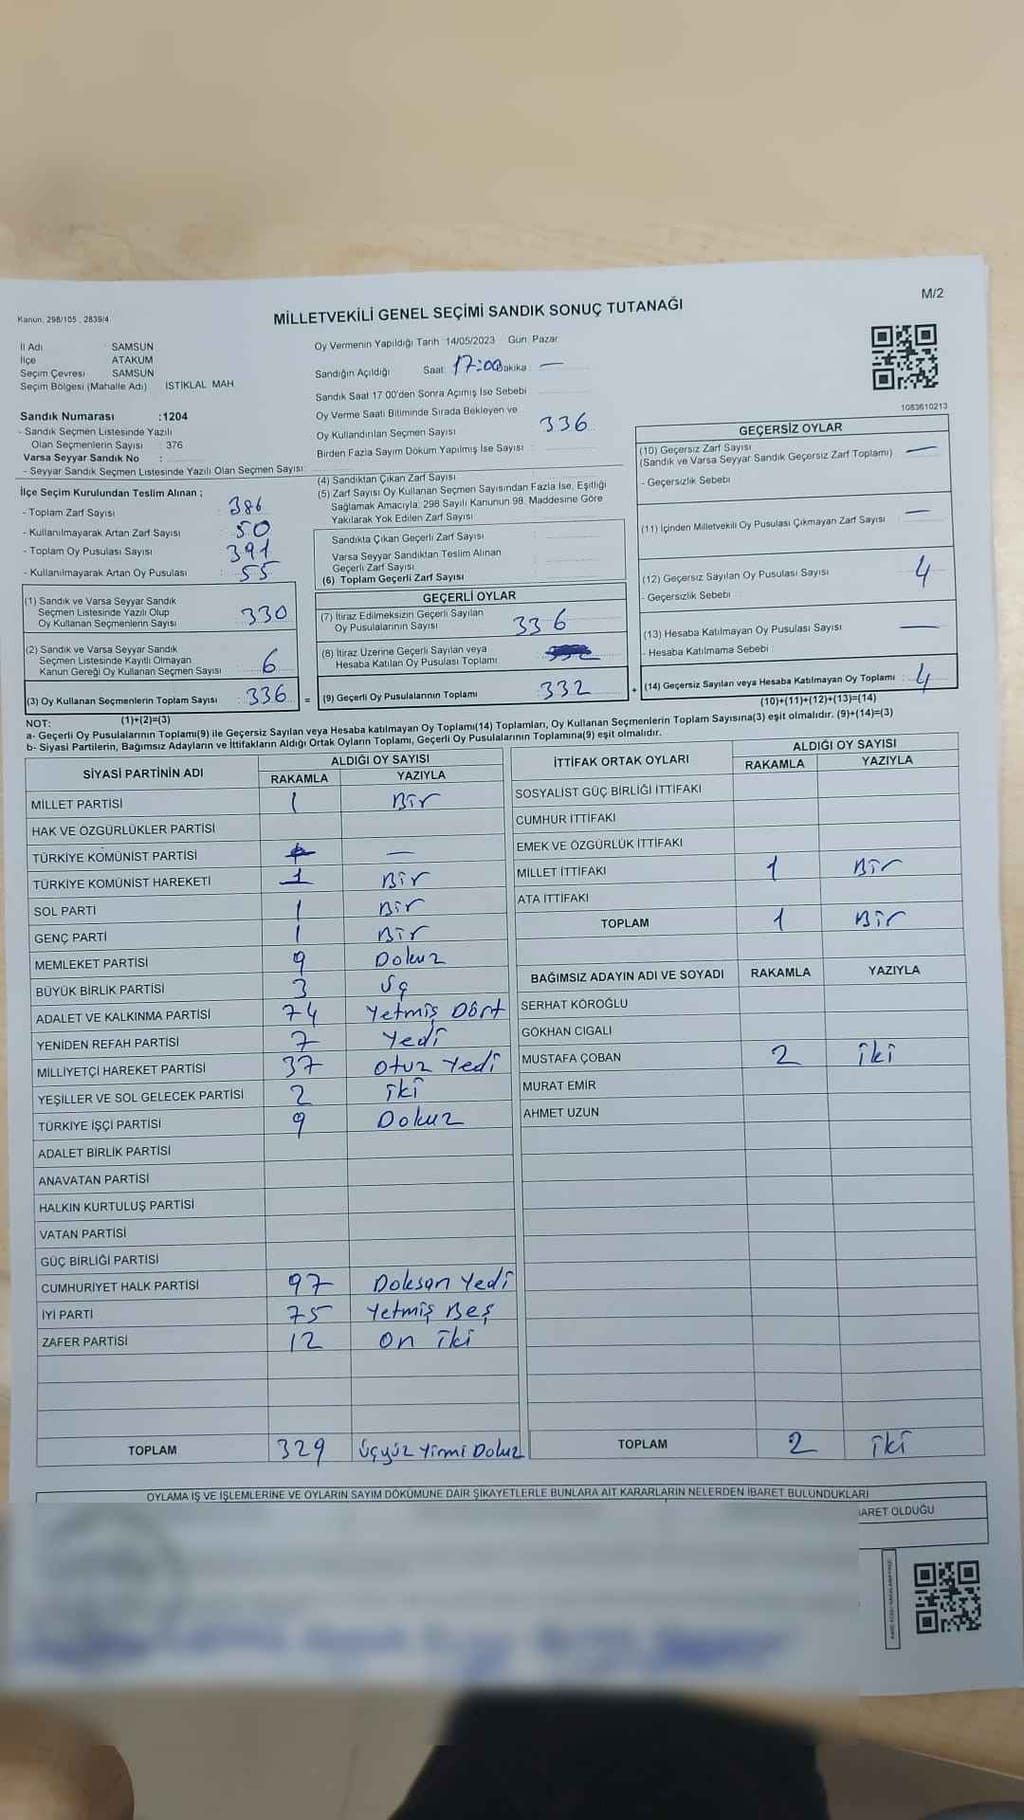 M/2
Kanun, 298/105 , 2839/4
MİLLETVEKİLİ GENEL SEÇİMİ SANDIK SONUÇ TUTANAĞI
İl Adı SAMSUN
İlçe ATAKUM
Seçim Çevresi SAMSUN
Seçim Bölgesi (Mahalle Adı) İSTİKLAL MAH
Sandık Numarası :1204
- Sandık Seçmen Listesinde Yazılı
Olan Seçmenlerin Sayısı : 376
Varsa Seyyar Sandık No :
- Seyyar Sandık Seçmen Listesinde Yazılı Olan Seçmen Sayısı:
İlçe Seçim Kurulundan Teslim Alınan ;
- Toplam Zarf Sayısı : 386
- Kullanılmayarak Artan Zarf Sayısı : 50
- Toplam Oy Pusulası Sayısı : 391
- Kullanılmayarak Artan Oy Pusulası : 55
(1) Sandık ve Varsa Seyyar Sandık
Seçmen Listesinde Yazılı Olup
Oy Kullanan Seçmenlerin Sayısı : 330
(2) Sandık ve Varsa Seyyar Sandık
Seçmen Listesinde Kayıtlı Olmayan
Kanun Gereği Oy Kullanan Seçmen Sayısı : 6
(3) Oy Kullanan Seçmenlerin Toplam Sayısı : 336 =
(1)+(2)=(3)
Oy Vermenin Yapıldığı Tarih 14/05/2023 Gün: Pazar
Sandığın Açıldığı Saat: 17:00 Dakika —
Sandık Saat 17 00'den Sonra Açımış İse Sebebi
Oy Verme Saati Bitiminde Sırada Bekleyen ve
Oy Kullandırılan Seçmen Sayısı : 336
Birden Fazla Sayım Döküm Yapılmış İse Sayısı :
(4) Sandıktan Çıkan Zarf Sayısı
(5) Zarf Sayısı Oy Kullanan Seçmen Sayısından Fazla İse, Eşitliği
Sağlamak Amacıyla, 298 Sayılı Kanunun 98. Maddesine Göre
Yakılarak Yok Edilen Zarf Sayısı
Sandıkta Çıkan Geçerli Zarf Sayısı
Varsa Seyyar Sandıktan Teslim Alınan
Geçerli Zarf Sayısı
(6) Toplam Geçerli Zarf Sayısı
GEÇERLİ OYLAR
(7) İtiraz Edilmeksizin Geçerli Sayılan
Oy Pusulalarının Sayısı : 336
(8) İtiraz Üzerine Geçerli Sayılan veya
Hesaba Katılan Oy Pusulası Toplamı
(9) Geçerli Oy Pusulalarının Toplamı : 332 +
1083610213
GEÇERSİZ OYLAR
(10) Geçersiz Zarf Sayısı —
(Sandık ve Varsa Seyyar Sandık Geçersiz Zarf Toplamı)
- Geçersizlik Sebebi
(11) İçinden Milletvekili Oy Pusulası Çıkmayan Zarf Sayısı —
(12) Geçersiz Sayılan Oy Pusulası Sayısı 4
- Geçersizlik Sebebi
(13) Hesaba Katılmayan Oy Pusulası Sayısı —
- Hesaba Katılmama Sebebi :
(14) Geçersiz Sayılan veya Hesaba Katılmayan Oy Toplamı : 4
(10)+(11)+(12)+(13)=(14)
NOT:
a- Geçerli Oy Pusulalarının Toplamı(9) ile Geçersiz Sayılan veya Hesaba katılmayan Oy Toplamı(14) Toplamları, Oy Kullanan Seçmenlerin Toplam Sayısına(3) eşit olmalıdır. (9)+(14)=(3)
b- Siyasi Partilerin, Bağımsız Adayların ve İttifakların Aldığı Ortak Oyların Toplamı, Geçerli Oy Pusulalarının Toplamına(9) eşit olmalıdır.
SİYASİ PARTİNİN ADI ALDIĞI OY SAYISI
RAKAMLA YAZIYLA
MİLLET PARTİSİ 1 Bir
HAK VE ÖZGÜRLÜKLER PARTİSİ
TÜRKİYE KOMÜNİST PARTİSİ —
TÜRKİYE KOMÜNİST HAREKETİ 1 Bir
SOL PARTİ 1 Bir
GENÇ PARTİ 1 Bir
MEMLEKET PARTİSİ 9 Dokuz
BÜYÜK BİRLİK PARTİSİ 3 Üç
ADALET VE KALKINMA PARTİSİ 74 Yetmiş Dört
YENİDEN REFAH PARTİSİ 7 Yedi
MİLLİYETÇİ HAREKET PARTİSİ 37 Otuz Yedi
YEŞİLLER VE SOL GELECEK PARTİSİ 2 İki
TÜRKİYE İŞÇİ PARTİSİ 9 Dokuz
ADALET BİRLİK PARTİSİ
ANAVATAN PARTİSİ
HALKIN KURTULUŞ PARTİSİ
VATAN PARTİSİ
GÜÇ BİRLİĞİ PARTİSİ
CUMHURİYET HALK PARTİSİ 97 Doksan Yedi
İYİ PARTİ 75 Yetmiş Beş
ZAFER PARTİSİ 12 On İki
TOPLAM 329 Üçyüz Yirmi Dokuz
İTTİFAK ORTAK OYLARI ALDIĞI OY SAYISI
RAKAMLA YAZIYLA
SOSYALİST GÜÇ BİRLİĞİ İTTİFAKI
CUMHUR İTTİFAKI
EMEK VE ÖZGÜRLÜK İTTİFAKI
MİLLET İTTİFAKI 1 Bir
ATA İTTİFAKI
TOPLAM 1 Bir
BAĞIMSIZ ADAYIN ADI VE SOYADI RAKAMLA YAZIYLA
SERHAT KÖROĞLU
GÖKHAN CIGALI
MUSTAFA ÇOBAN 2 İki
MURAT EMİR
AHMET UZUN
TOPLAM 2 İki
OYLAMA İŞ VE İŞLEMLERİNE VE OYLARIN SAYIM DÖKÜMÜNE DAİR ŞİKAYETLERLE BUNLARA AİT KARARLARIN NELERDEN İBARET BULUNDUKLARI
İBARET OLDUĞU